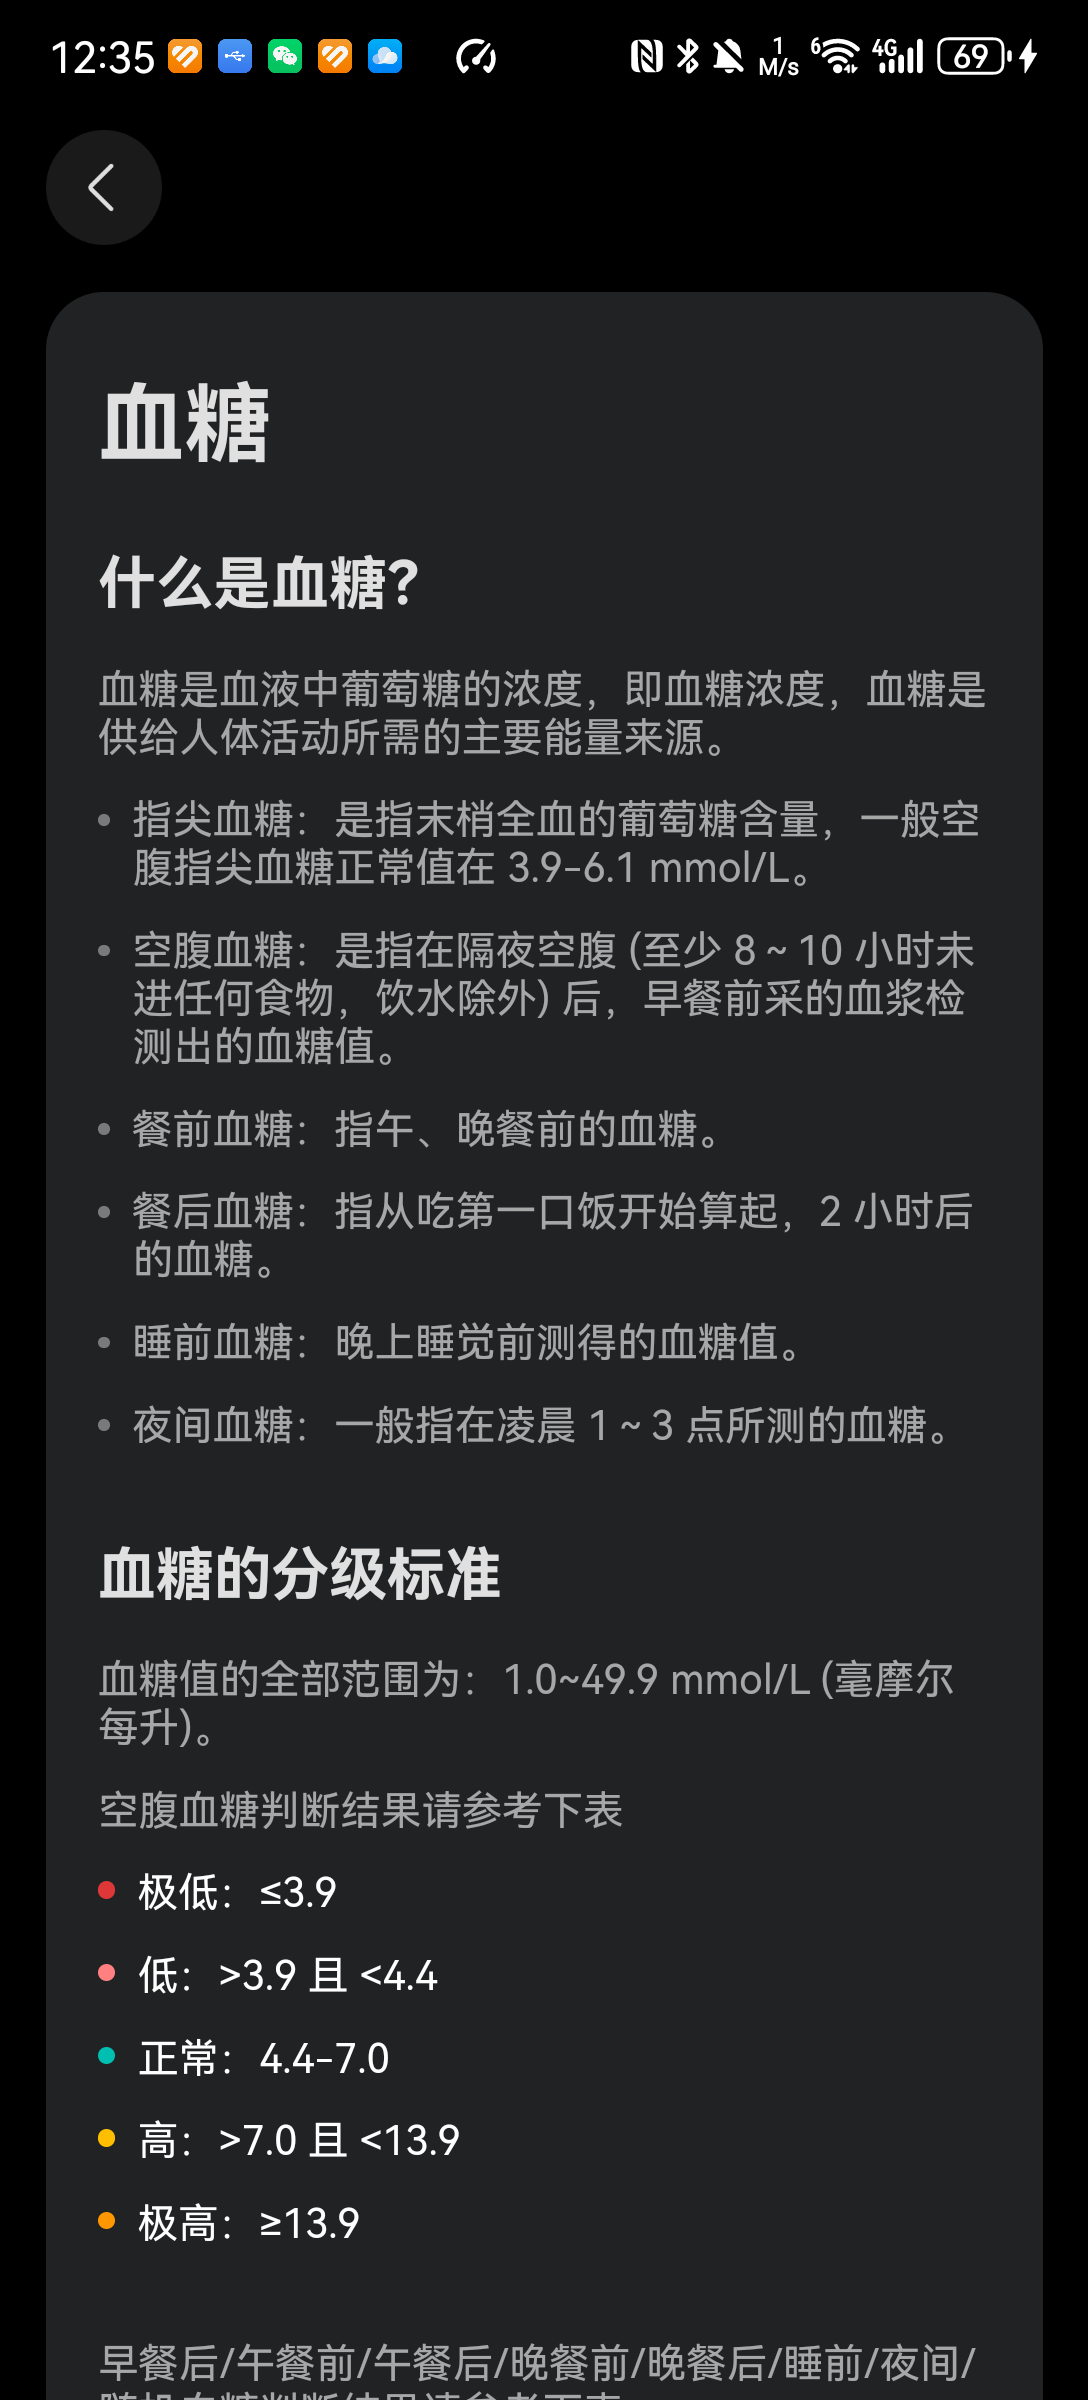 12:35
1
M/s
6
4G
69
血糖
什么是血糖?
血糖是血液中葡萄糖的浓度，即血糖浓度，血糖是
供给人体活动所需的主要能量来源。
• 指尖血糖：是指末梢全血的葡萄糖含量，一般空
腹指尖血糖正常值在 3.9-6.1 mmol/L。
• 空腹血糖：是指在隔夜空腹 (至少 8 ~ 10 小时未
进任何食物，饮水除外) 后，早餐前采的血浆检
测出的血糖值。
• 餐前血糖：指午、晚餐前的血糖。
• 餐后血糖：指从吃第一口饭开始算起，2 小时后
的血糖。
• 睡前血糖：晚上睡觉前测得的血糖值。
• 夜间血糖：一般指在凌晨 1 ~ 3 点所测的血糖。
血糖的分级标准
血糖值的全部范围为：1.0~49.9 mmol/L (毫摩尔
每升)。
空腹血糖判断结果请参考下表
• 极低：≤3.9
• 低：>3.9 且 <4.4
• 正常：4.4-7.0
• 高：>7.0 且 <13.9
• 极高：≥13.9
早餐后/午餐前/午餐后/晚餐前/晚餐后/睡前/夜间/
随机血糖判断结果请参考下表